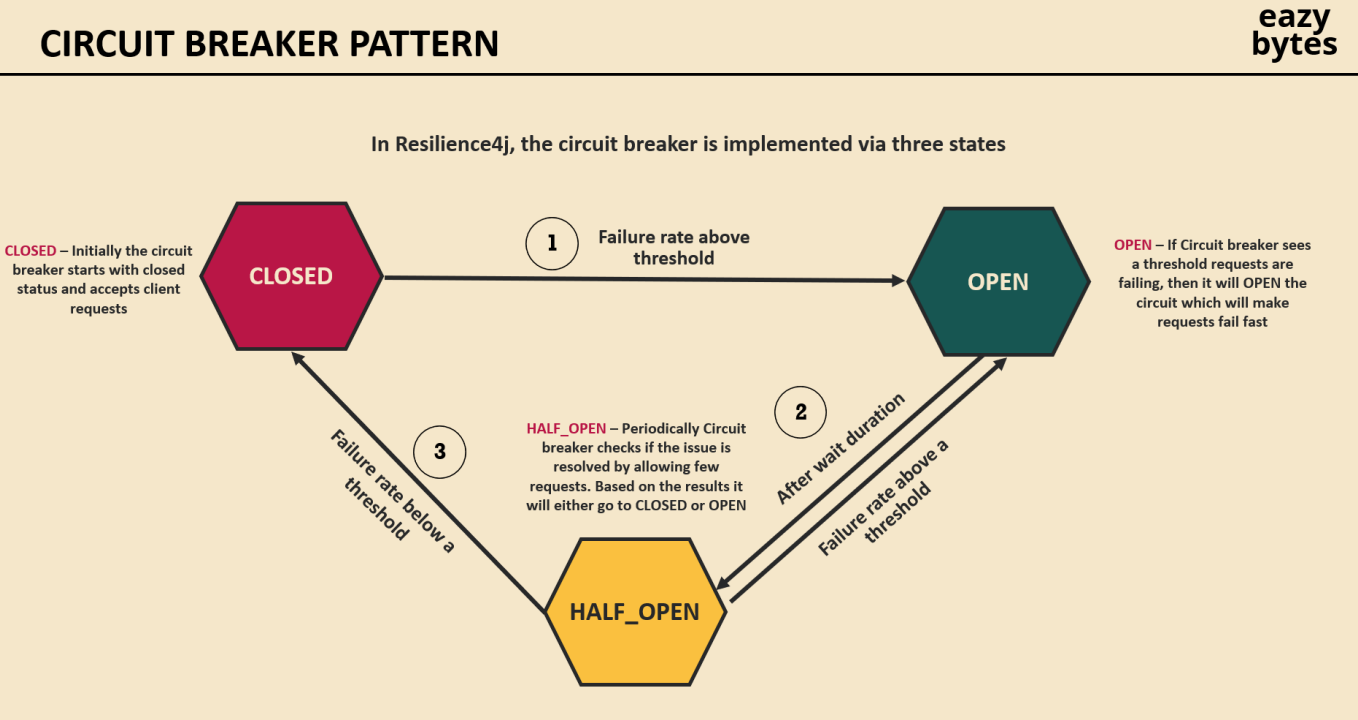 CIRCUIT BREAKER PATTERN
eazy
bytes
In Resilience4j, the circuit breaker is implemented via three states
CLOSED – Initially the circuit
breaker starts with closed
status and accepts client
requests
CLOSED
1
Failure rate above
threshold
OPEN
OPEN – If Circuit breaker sees
a threshold requests are
failing, then it will OPEN the
circuit which will make
requests fail fast
3
Failure rate below a
threshold
HALF_OPEN – Periodically Circuit
breaker checks if the issue is
resolved by allowing few
requests. Based on the results it
will either go to CLOSED or OPEN
2
After wait duration
Failure rate above a
threshold
HALF_OPEN